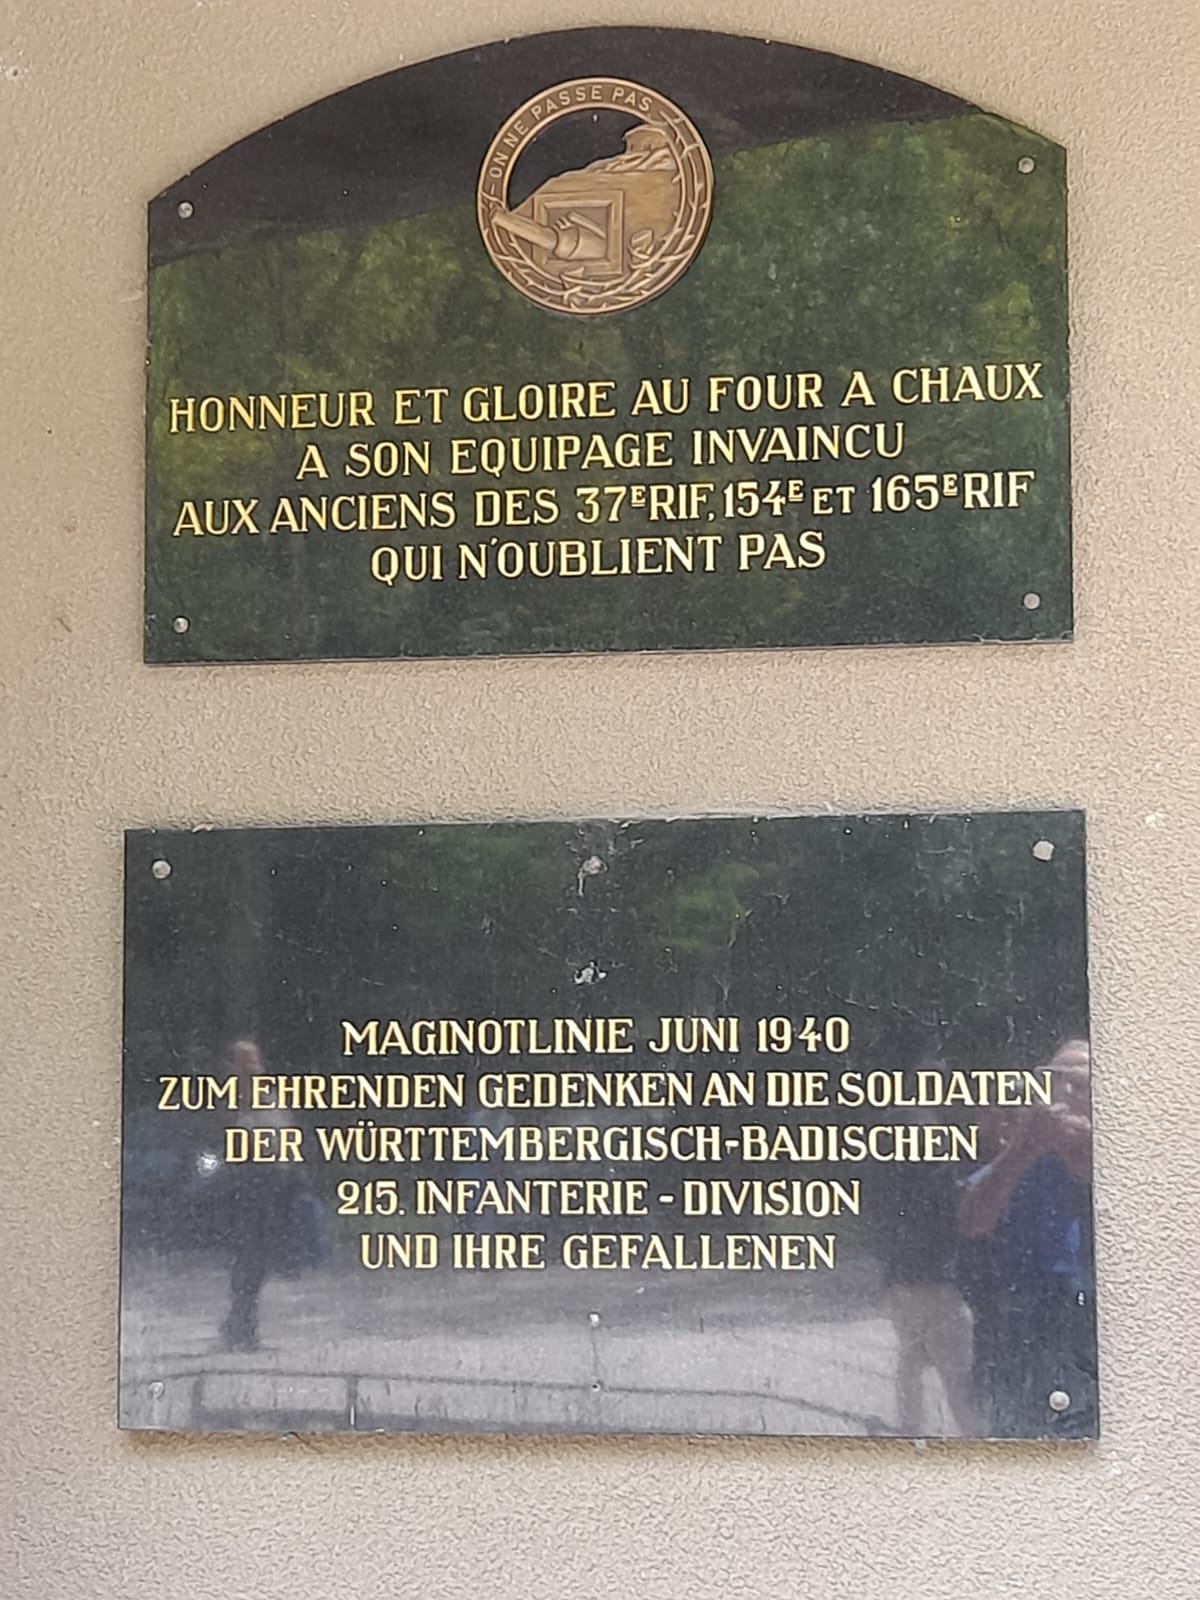 ON NE PASSE PAS
HONNEUR ET GLOIRE AU FOUR A CHAUX
A SON EQUIPAGE INVAINCU
AUX ANCIENS DES 37ᴱ RIF, 154ᴱ ET 165ᴱ RIF
QUI N'OUBLIENT PAS
MAGINOTLINIE JUNI 1940
ZUM EHRENDEN GEDENKEN AN DIE SOLDATEN
DER WÜRTTEMBERGISCH-BADISCHEN
215. INFANTERIE - DIVISION
UND IHRE GEFALLENEN